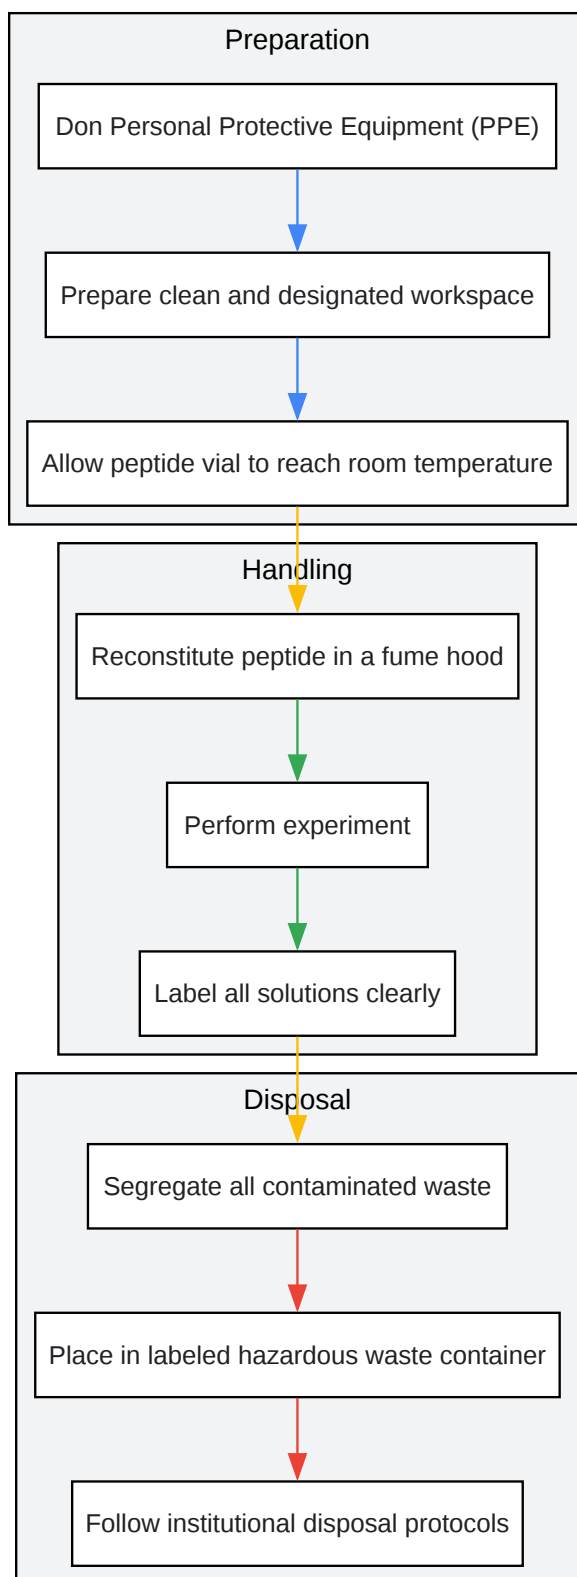 Preparation
Don Personal Protective Equipment (PPE)
Prepare clean and designated workspace
Allow peptide vial to reach room temperature
Handling
Reconstitute peptide in a fume hood
Perform experiment
Label all solutions clearly
Disposal
Segregate all contaminated waste
Place in labeled hazardous waste container
Follow institutional disposal protocols